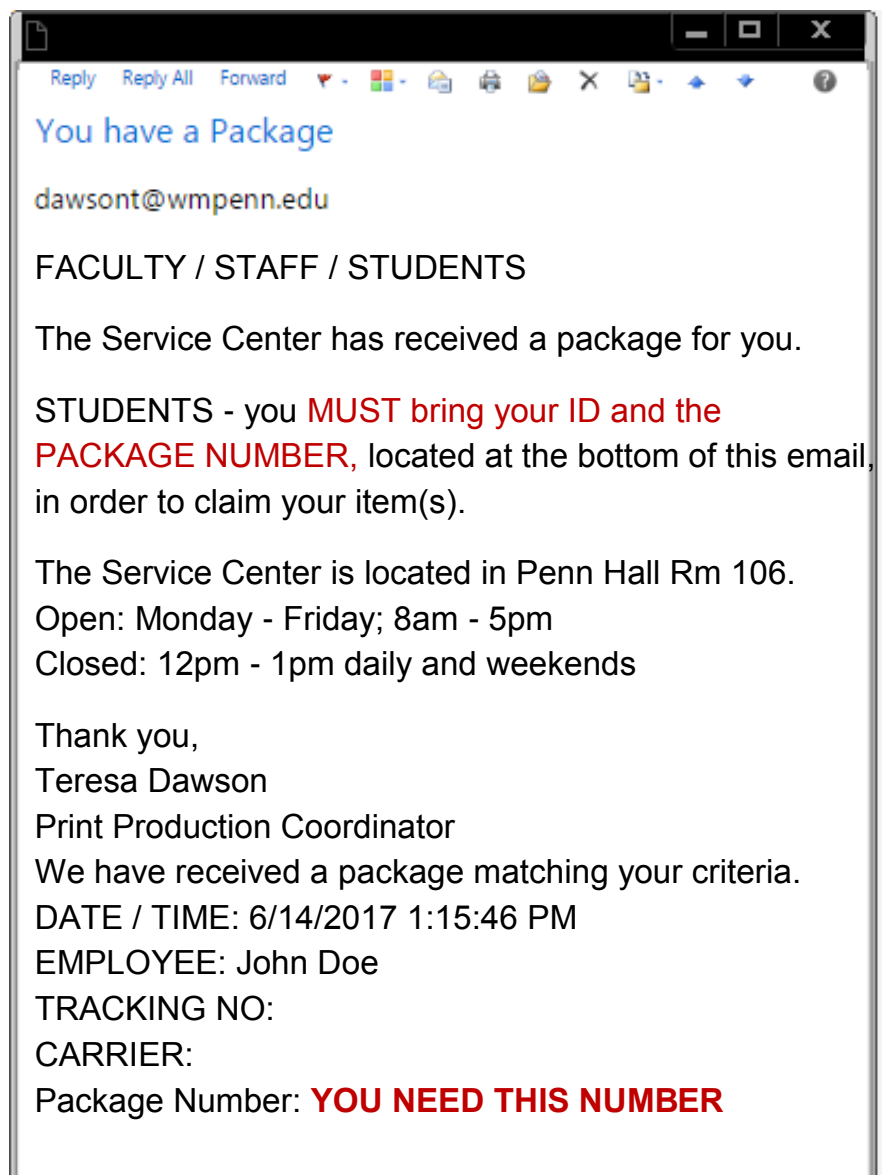 X
Reply Reply All Forward
You have a Package
dawsont@wmpenn.edu
FACULTY / STAFF / STUDENTS
The Service Center has received a package for you.
STUDENTS - you MUST bring your ID and the
PACKAGE NUMBER, located at the bottom of this email,
in order to claim your item(s).
The Service Center is located in Penn Hall Rm 106.
Open: Monday - Friday; 8am - 5pm
Closed: 12pm - 1pm daily and weekends
Thank you,
Teresa Dawson
Print Production Coordinator
We have received a package matching your criteria.
DATE / TIME: 6/14/2017 1:15:46 PM
EMPLOYEE: John Doe
TRACKING NO:
CARRIER:
Package Number: YOU NEED THIS NUMBER